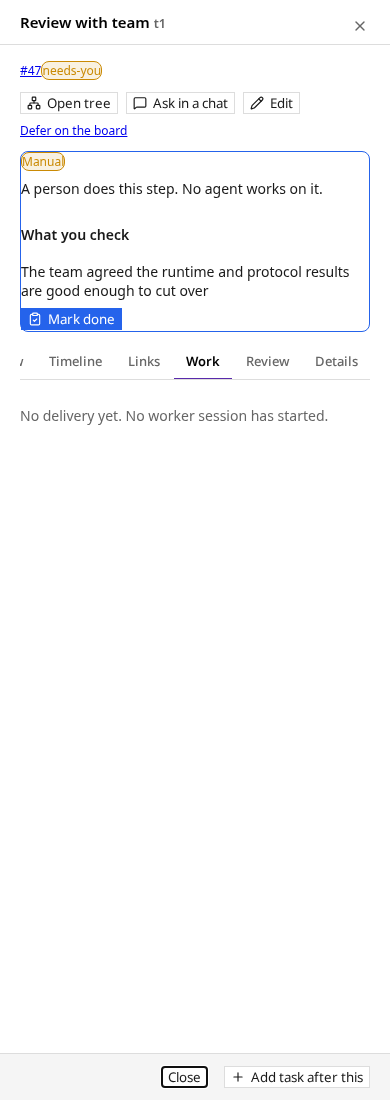 Review with team t1
#47 needs-you
Open tree Ask in a chat Edit
Defer on the board
Manual
A person does this step. No agent works on it.
What you check
The team agreed the runtime and protocol results
are good enough to cut over
Mark done
Timeline Links Work Review Details
No delivery yet. No worker session has started.
Close Add task after this